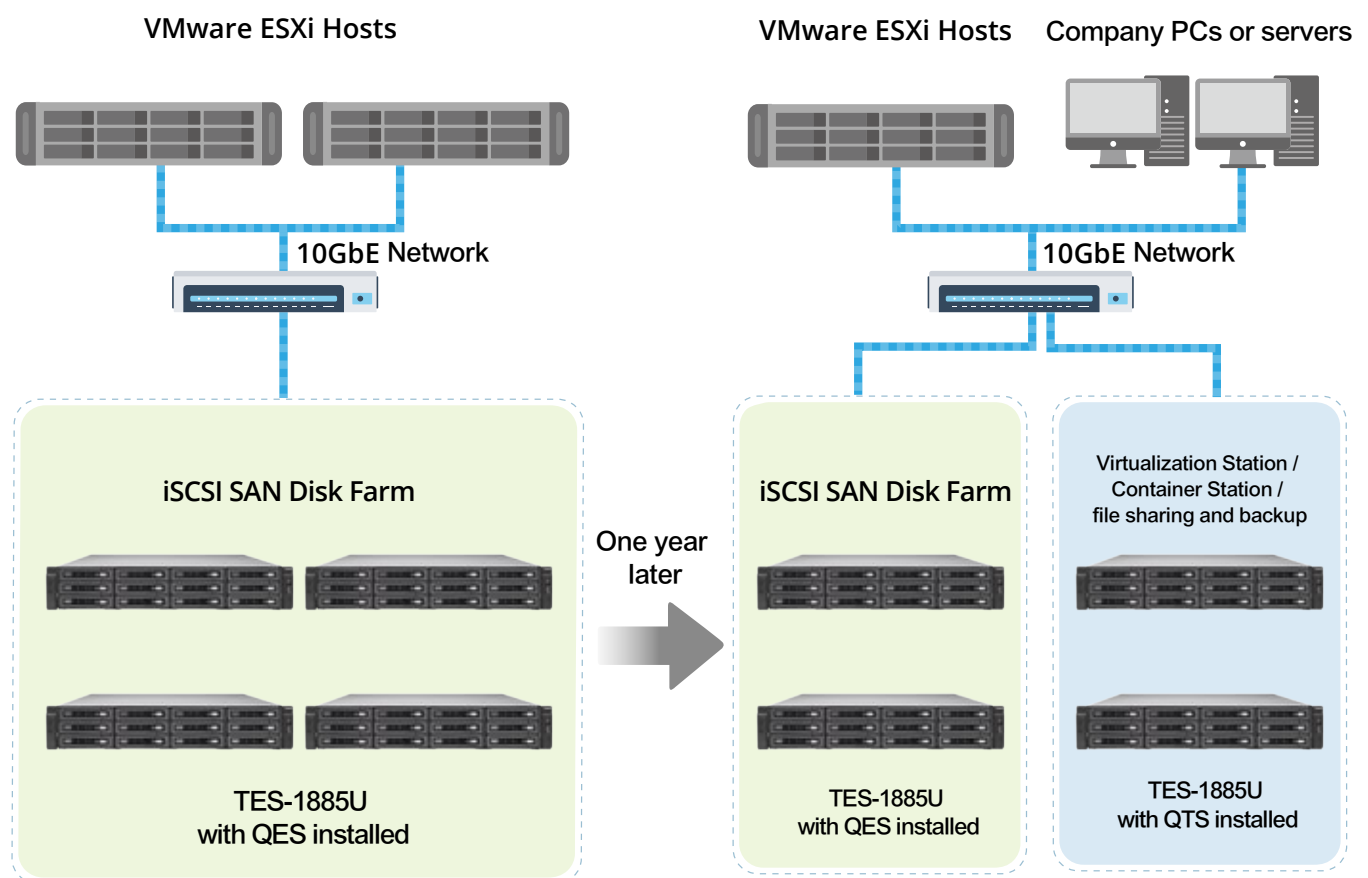 VMware ESXi Hosts
10GbE Network
iSCSI SAN Disk Farm
TES-1885U
with QES installed
One year
later
VMware ESXi Hosts
Company PCs or servers
10GbE Network
iSCSI SAN Disk Farm
TES-1885U
with QES installed
Virtualization Station /
Container Station /
file sharing and backup
TES-1885U
with QTS installed